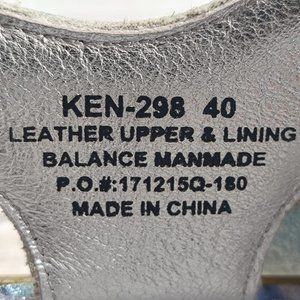 KEN-298 40
LEATHER UPPER & LINING
BALANCE MANMADE
P.O.#:171215Q-180
MADE IN CHINA